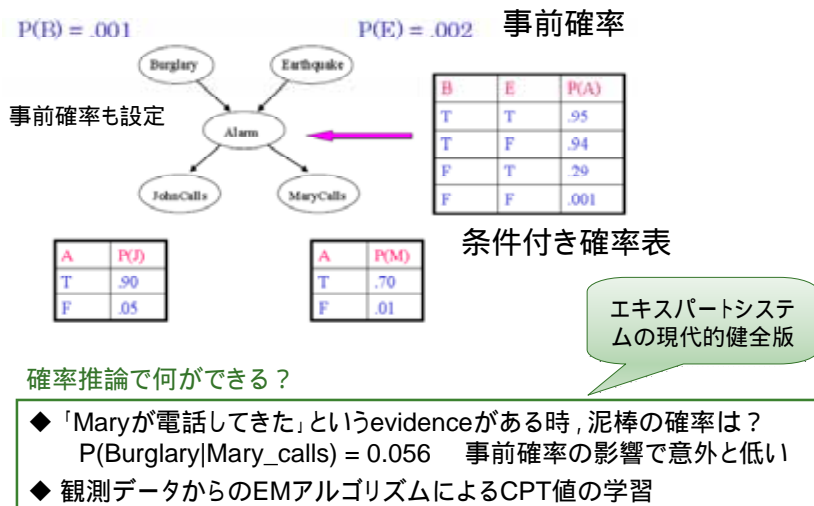 P(B) = .001
P(E) = .002
事前確率
Burglary
Earthquake
事前確率も設定
Alarm
JohnCalls
MaryCalls
B E P(A)
T T .95
T F .94
F T .29
F F .001
条件付き確率表
A P(J)
T .90
F .05
A P(M)
T .70
F .01
エキスパートシステ
ムの現代的健全版
確率推論で何ができる？
◆「Maryが電話してきた」というevidenceがある時，泥棒の確率は？
P(Burglary|Mary_calls) = 0.056 事前確率の影響で意外と低い
◆ 観測データからのEMアルゴリズムによるCPT値の学習